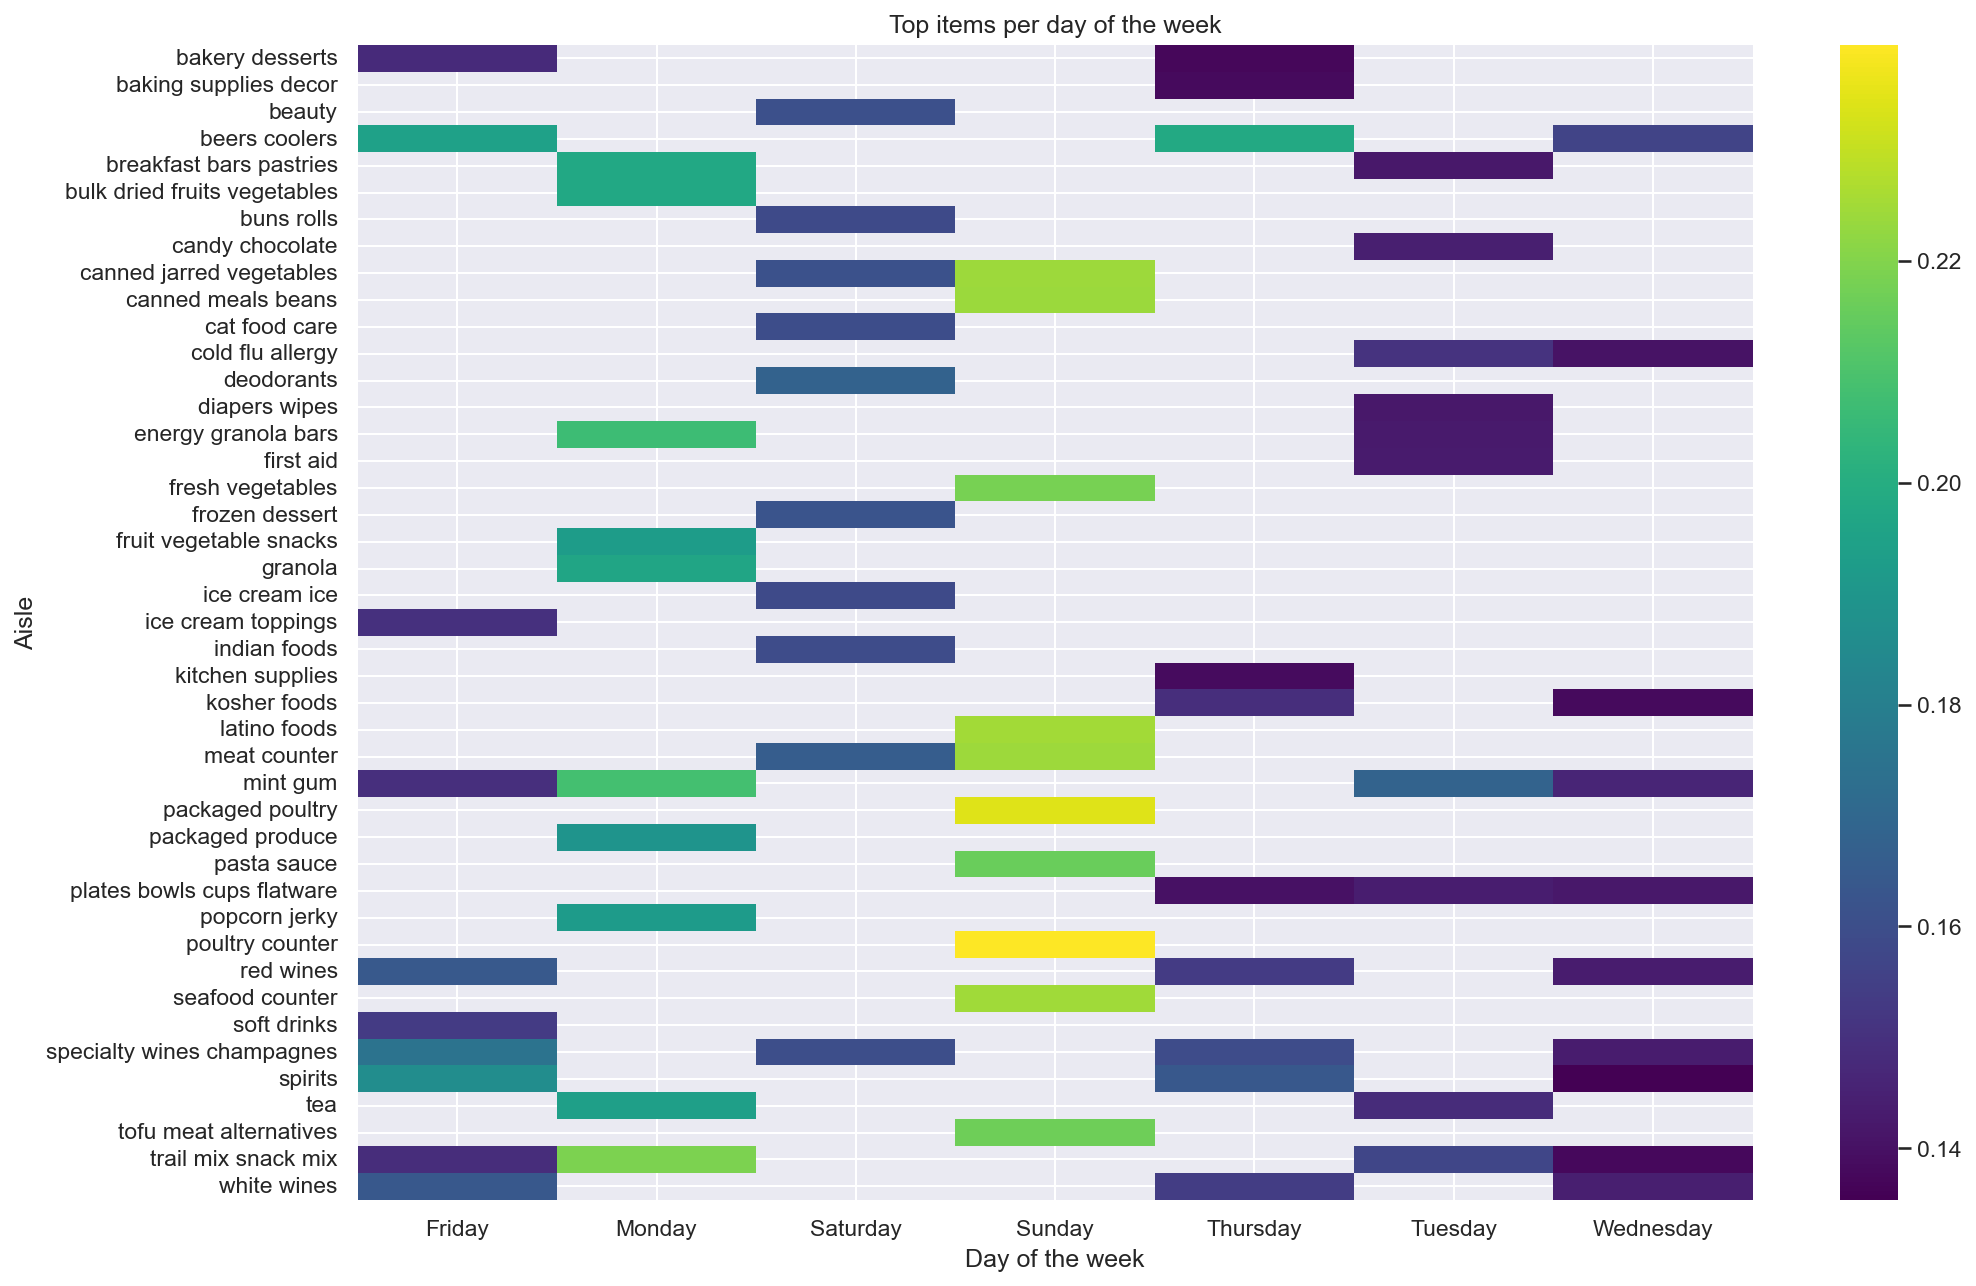 Top items per day of the week
Aisle
bakery desserts
baking supplies decor
beauty
beers coolers
breakfast bars pastries
bulk dried fruits vegetables
buns rolls
candy chocolate
canned jarred vegetables
canned meals beans
cat food care
cold flu allergy
deodorants
diapers wipes
energy granola bars
first aid
fresh vegetables
frozen dessert
fruit vegetable snacks
granola
ice cream ice
ice cream toppings
indian foods
kitchen supplies
kosher foods
latino foods
meat counter
mint gum
packaged poultry
packaged produce
pasta sauce
plates bowls cups flatware
popcorn jerky
poultry counter
red wines
seafood counter
soft drinks
specialty wines champagnes
spirits
tea
tofu meat alternatives
trail mix snack mix
white wines
Friday Monday Saturday Sunday Thursday Tuesday Wednesday
Day of the week
0.22
0.20
0.18
0.16
0.14